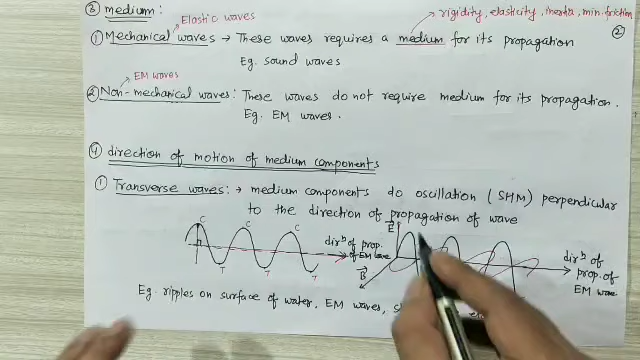 ③ medium:
Elastic waves
rigidity, elasticity, inertia, min. friction
②
① Mechanical waves → These waves requires a medium for its propagation
Eg. sound waves
EM waves
② Non-mechanical waves: These waves do not require medium for its propagation.
Eg. EM waves.
④ direction of motion of medium components
① Transverse waves: → medium components do oscillation (SHM) perpendicular
to the direction of propagation of wave
C C C
T T T
dirⁿ of prop.
of EM wave
E
B
dirⁿ of
prop. of
EM wave
Eg. ripples on surface of water, EM waves,